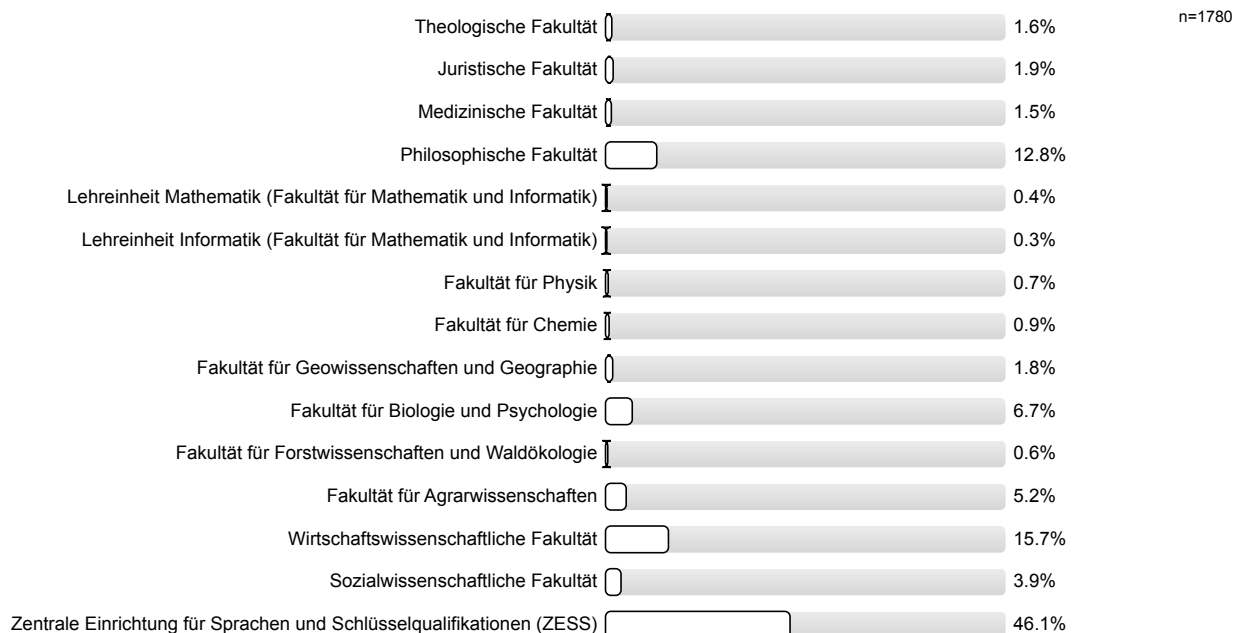 n=1780
Theologische Fakultät 1.6%
Juristische Fakultät 1.9%
Medizinische Fakultät 1.5%
Philosophische Fakultät 12.8%
Lehreinheit Mathematik (Fakultät für Mathematik und Informatik) 0.4%
Lehreinheit Informatik (Fakultät für Mathematik und Informatik) 0.3%
Fakultät für Physik 0.7%
Fakultät für Chemie 0.9%
Fakultät für Geowissenschaften und Geographie 1.8%
Fakultät für Biologie und Psychologie 6.7%
Fakultät für Forstwissenschaften und Waldökologie 0.6%
Fakultät für Agrarwissenschaften 5.2%
Wirtschaftswissenschaftliche Fakultät 15.7%
Sozialwissenschaftliche Fakultät 3.9%
Zentrale Einrichtung für Sprachen und Schlüsselqualifikationen (ZESS) 46.1%